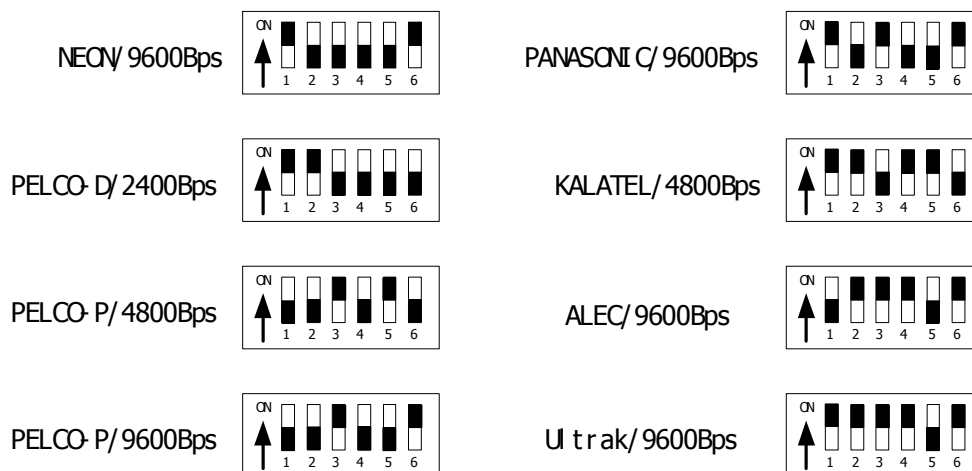 NEON/9600Bps
ON
1 2 3 4 5 6
PANASONIC/9600Bps
ON
1 2 3 4 5 6
PELCO-D/2400Bps
ON
1 2 3 4 5 6
KALATEL/4800Bps
ON
1 2 3 4 5 6
PELCO-P/4800Bps
ON
1 2 3 4 5 6
ALEC/9600Bps
ON
1 2 3 4 5 6
PELCO-P/9600Bps
ON
1 2 3 4 5 6
Ultrak/9600Bps
ON
1 2 3 4 5 6